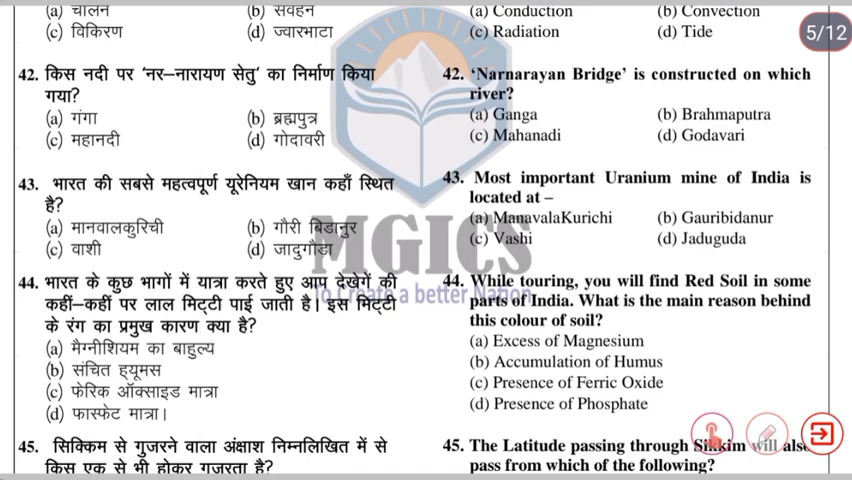 (a) चालन (b) संवहन
(c) विकिरण (d) ज्वारभाटा
42. किस नदी पर ‘नर–नारायण सेतु’ का निर्माण किया
गया?
(a) गंगा (b) ब्रह्मपुत्र
(c) महानदी (d) गोदावरी
43. भारत की सबसे महत्वपूर्ण यूरेनियम खान कहाँ स्थित
है?
(a) मानवालकुरिची (b) गौरी बिडानुर
(c) वाशी (d) जादुगोड़ा
44. भारत के कुछ भागों में यात्रा करते हुए आप देखेगें की
कहीं–कहीं पर लाल मिट्टी पाई जाती है। इस मिट्टी
के रंग का प्रमुख कारण क्या है?
(a) मैग्नीशियम का बाहुल्य
(b) संचित ह्यूमस
(c) फेरिक ऑक्साइड मात्रा
(d) फास्फेट मात्रा।
45. सिक्किम से गुजरने वाला अंक्षाश निम्नलिखित में से
किस एक से भी होकर गुजरता है?
(a) Conduction (b) Convection
(c) Radiation (d) Tide
5/12
42. ‘Narnarayan Bridge’ is constructed on which
river?
(a) Ganga (b) Brahmaputra
(c) Mahanadi (d) Godavari
43. Most important Uranium mine of India is
located at –
(a) ManavalaKurichi (b) Gauribidanur
(c) Vashi (d) Jaduguda
44. While touring, you will find Red Soil in some
parts of India. What is the main reason behind
this colour of soil?
(a) Excess of Magnesium
(b) Accumulation of Humus
(c) Presence of Ferric Oxide
(d) Presence of Phosphate
45. The Latitude passing through Sikkim will also
pass from which of the following?
MGICS
To Create a better Nation